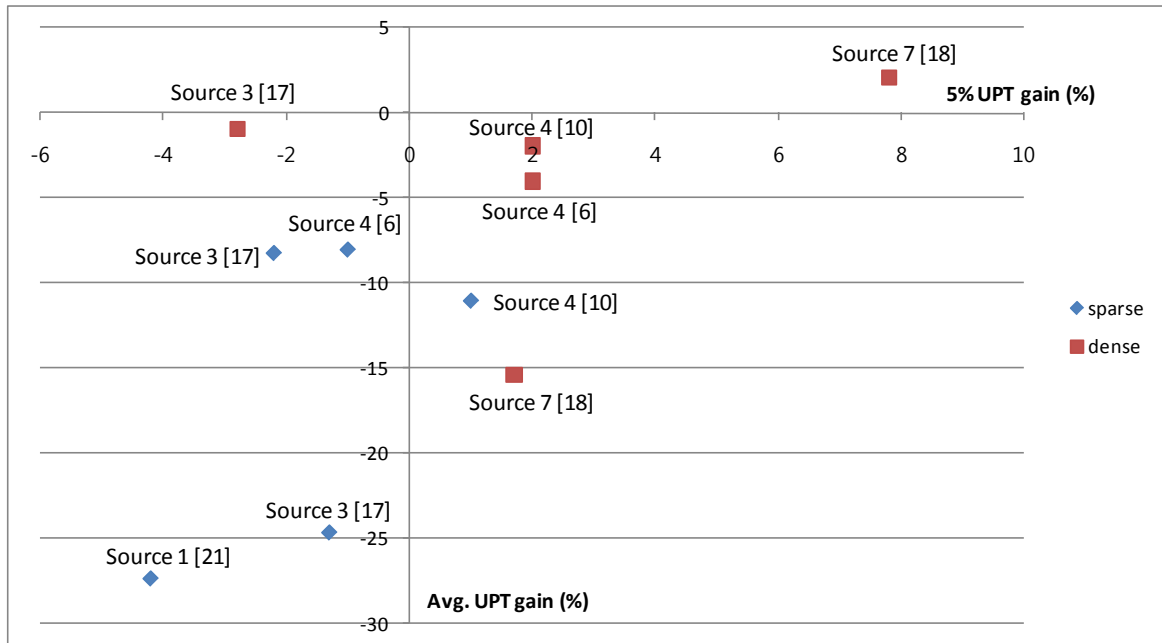 5
Source 7 [18]
5% UPT gain (%)
Source 3 [17]
0
Source 4 [10]
-6 -4 -2 0 2 4 6 8 10
-5
Source 4 [6]
Source 4 [6]
Source 3 [17]
-10
Source 4 [10]
sparse
dense
-15
Source 7 [18]
-20
Source 3 [17]
-25
Source 1 [21]
Avg. UPT gain (%)
-30